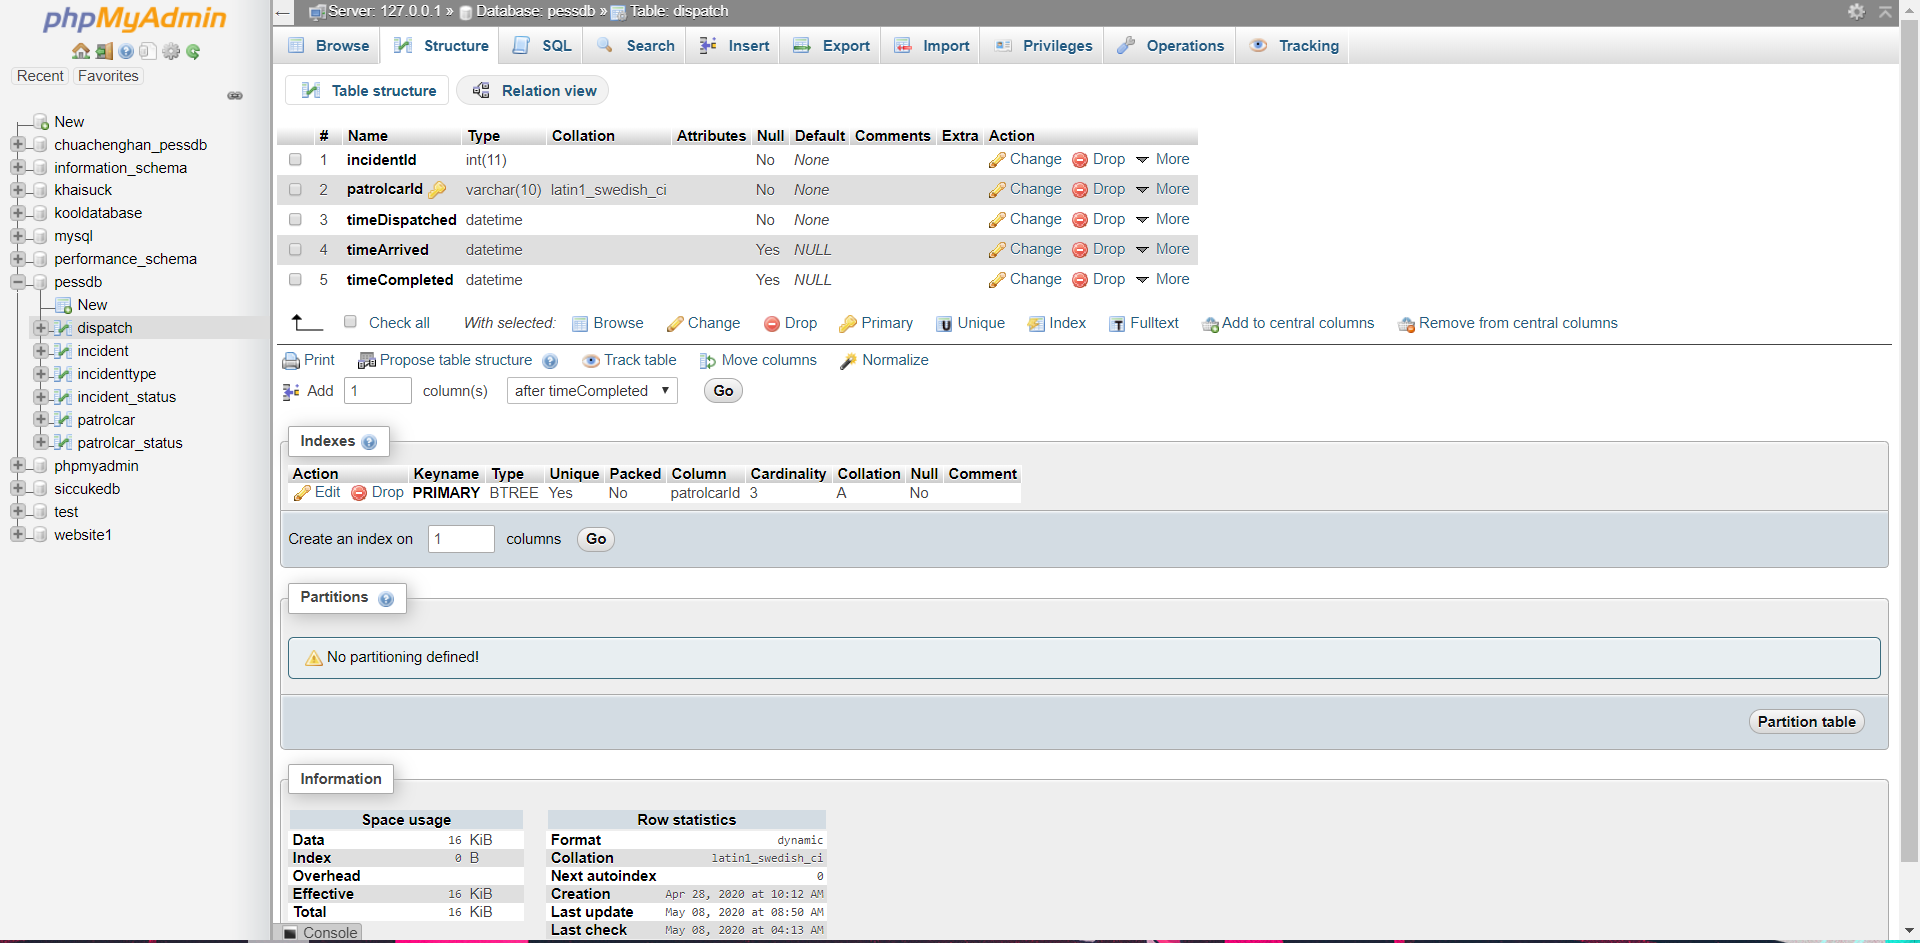 phpMyAdmin
Recent Favorites
New
chuachenghan_pessdb
information_schema
khaisuck
kooldatabase
mysql
performance_schema
pessdb
New
dispatch
incident
incidenttype
incident_status
patrolcar
patrolcar_status
phpmyadmin
siccukedb
test
website1
Server: 127.0.0.1 » Database: pessdb » Table: dispatch
Browse Structure SQL Search Insert Export Import Privileges Operations Tracking
Table structure Relation view
# Name Type Collation Attributes Null Default Comments Extra Action
1 incidentId int(11) No None Change Drop More
2 patrolcarId varchar(10) latin1_swedish_ci No None Change Drop More
3 timeDispatched datetime No None Change Drop More
4 timeArrived datetime Yes NULL Change Drop More
5 timeCompleted datetime Yes NULL Change Drop More
Check all With selected: Browse Change Drop Primary Unique Index Fulltext Add to central columns Remove from central columns
Print Propose table structure Track table Move columns Normalize
Add 1 column(s) after timeCompleted Go
Indexes
Action Keyname Type Unique Packed Column Cardinality Collation Null Comment
Edit Drop PRIMARY BTREE Yes No patrolcarId 3 A No
Create an index on 1 columns Go
Partitions
No partitioning defined!
Partition table
Information
Space usage
Data 16 KiB
Index 0 B
Overhead
Effective 16 KiB
Total 16 KiB
Row statistics
Format dynamic
Collation latin1_swedish_ci
Next autoindex 0
Creation Apr 28, 2020 at 10:12 AM
Last update May 08, 2020 at 08:50 AM
Last check May 08, 2020 at 04:13 AM
Console